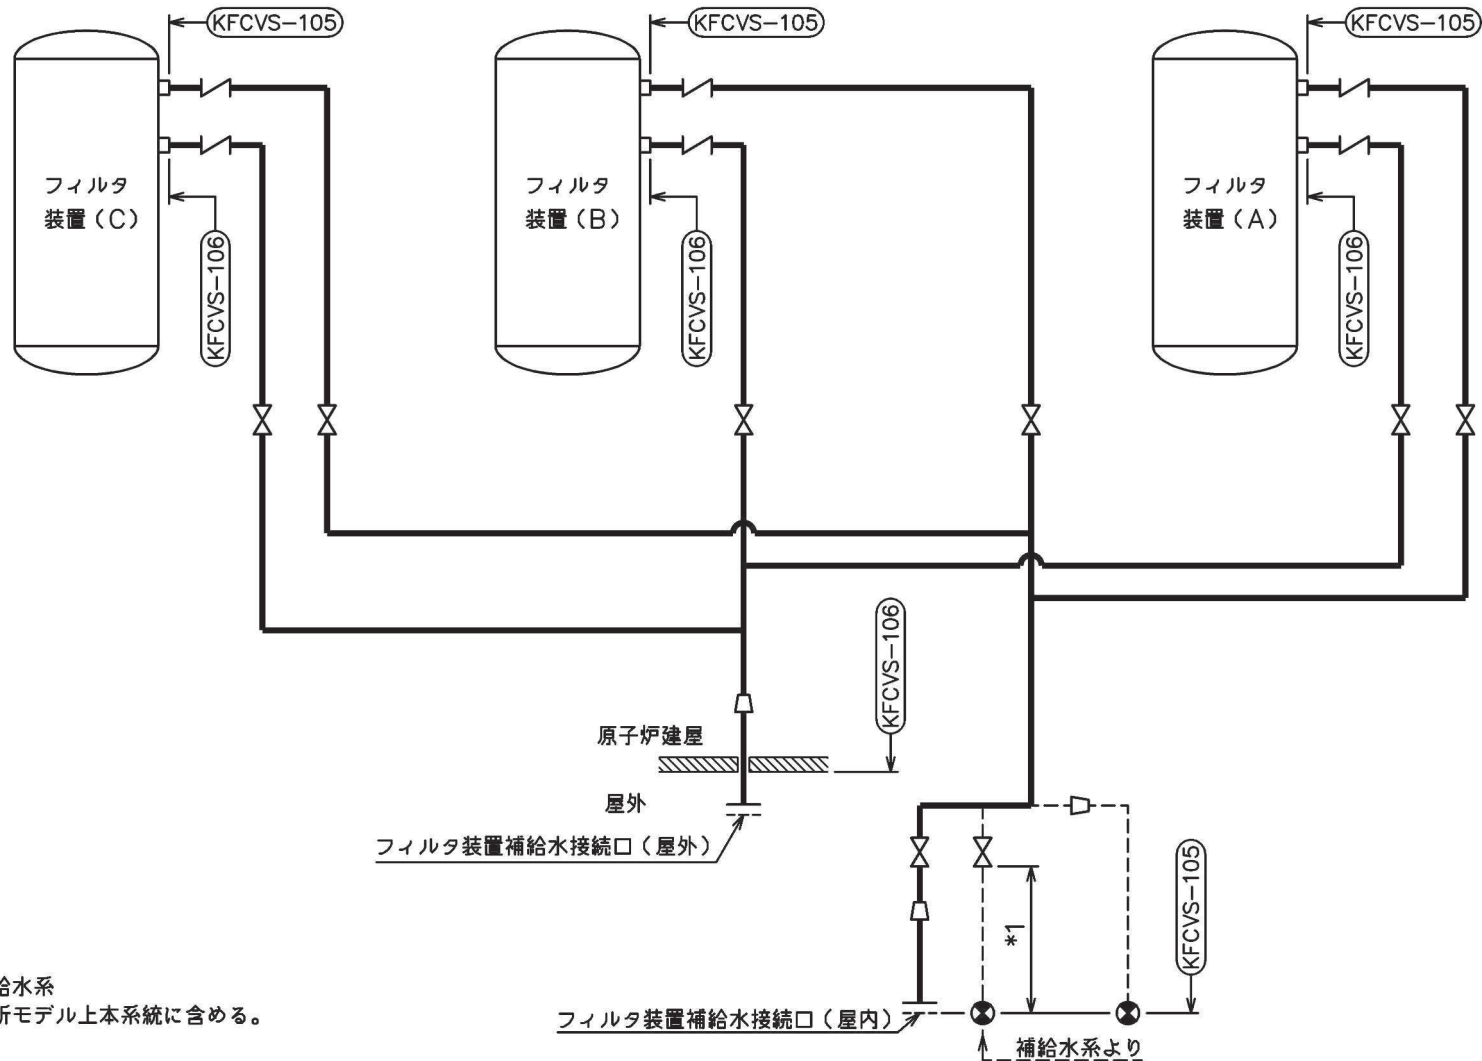 KFCVS-105
KFCVS-105
KFCVS-105
フィルタ
装置(C)
フィルタ
装置(B)
フィルタ
装置(A)
KFCVS-106
KFCVS-106
KFCVS-106
KFCVS-106
原子炉建屋
屋外
フィルタ装置補給水接続口(屋外)
KFCVS-105
*1
給水系
析モデル上本系統に含める。
フィルタ装置補給水接続口(屋内)
補給水系より